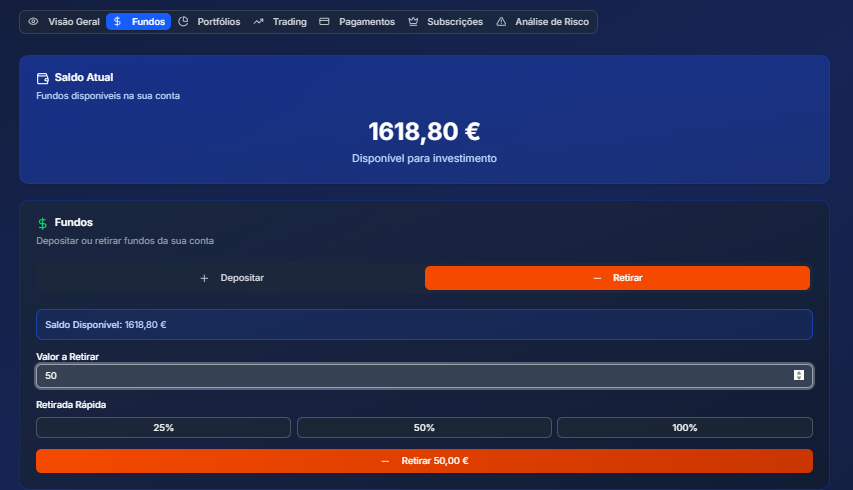 Visão Geral Fundos Portfólios Trading Pagamentos Subscrições Análise de Risco
Saldo Atual
Fundos disponíveis na sua conta
1618,80 €
Disponível para investimento
Fundos
Depositar ou retirar fundos da sua conta
+ Depositar
— Retirar
Saldo Disponível: 1618,80 €
Valor a Retirar
50
Retirada Rápida
25% 50% 100%
— Retirar 50,00 €